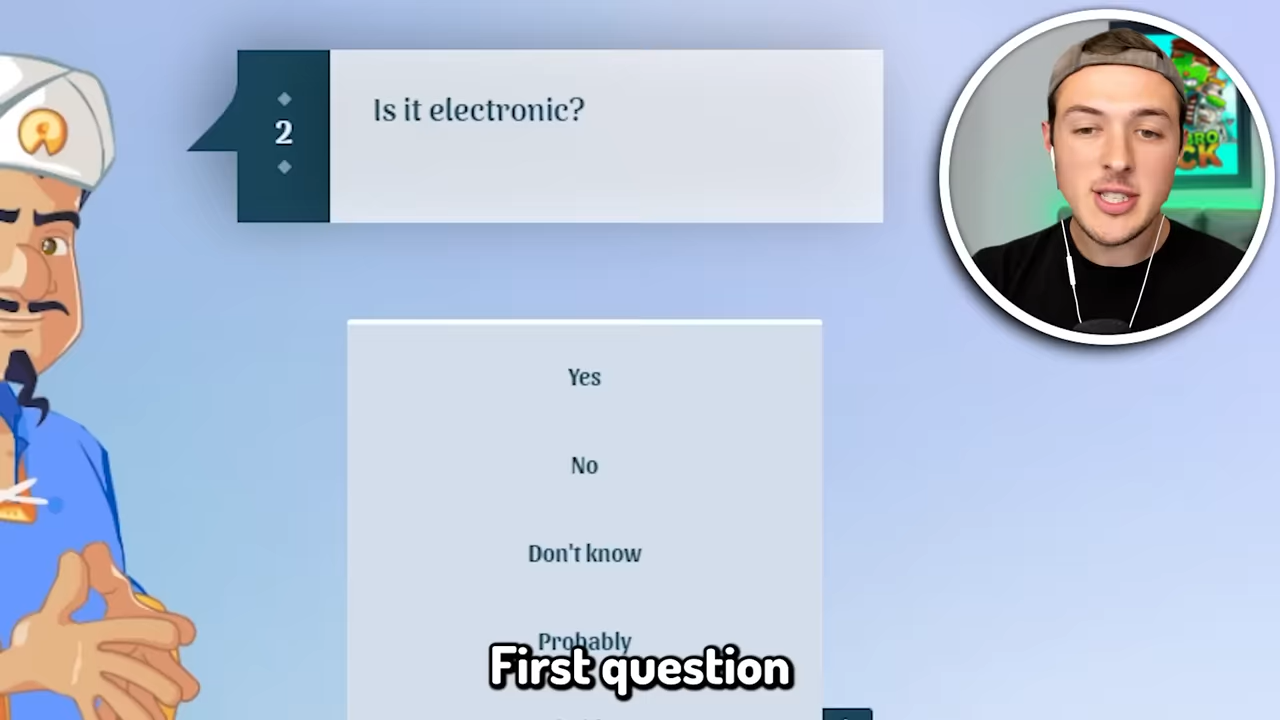 2
Is it electronic?
Yes
No
Don't know
Probably
First question